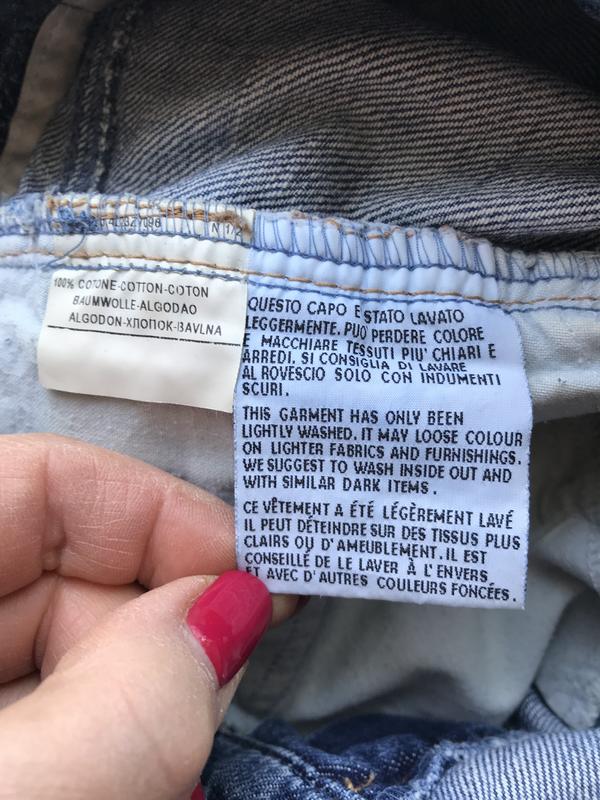 100% COTONE-COTTON-COTON
BAUMWOLLE-ALGODAO
ALGODON-ХЛОПОК-BAVLNA
QUESTO CAPO E STATO LAVATO
LEGGERMENTE. PUO' PERDERE COLORE
E MACCHIARE TESSUTI PIU' CHIARI E
ARREDI. SI CONSIGLIA DI LAVARE
AL ROVESCIO SOLO CON INDUMENTI
SCURI.
THIS GARMENT HAS ONLY BEEN
LIGHTLY WASHED. IT MAY LOOSE COLOUR
ON LIGHTER FABRICS AND FURNISHINGS.
WE SUGGEST TO WASH INSIDE OUT AND
WITH SIMILAR DARK ITEMS.
CE VÊTEMENT A ÉTÉ LÉGÈREMENT LAVÉ
IL PEUT DÉTEINDRE SUR DES TISSUS PLUS
CLAIRS OU D'AMEUBLEMENT. IL EST
CONSEILLÉ DE LE LAVER À L'ENVERS
ET AVEC D'AUTRES COULEURS FONCÉES.